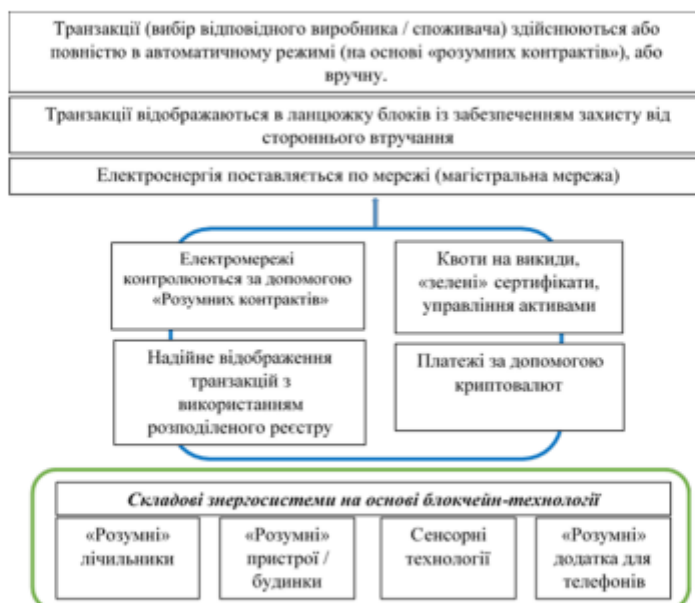 Транзакції (вибір відповідного виробника / споживача) здійснюються або
повністю в автоматичному режимі (на основі «розумних контрактів»), або
вручну.
Транзакції відображаються в ланцюжку блоків із забезпеченням захисту від
стороннього втручання
Електроенергія поставляється по мережі (магістральна мережа)
Електромережі
контролюються за допомогою
«Розумних контрактів»
Квоти на викиди,
«зелені» сертифікати,
управління активами
Надійне відображення
транзакцій з
використанням
розподіленого реєстру
Платежі за допомогою
криптовалют
Складові знергосистеми на основі блокчейн-технології
«Розумні»
лічильники
«Розумні»
пристрої /
будинки
Сенсорні
технології
«Розумні»
додатка для
телефонів